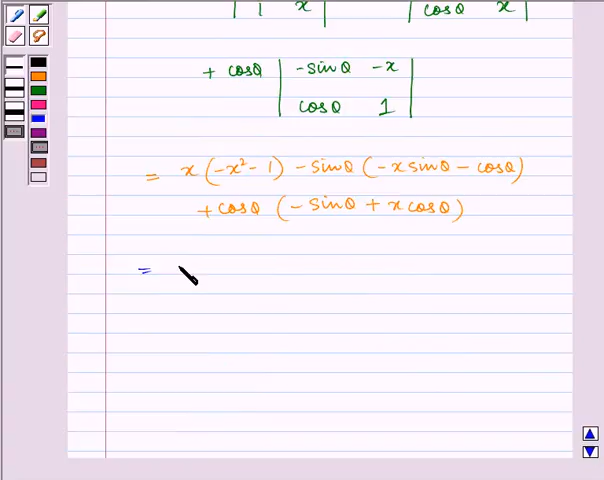 | 1 x | | cosθ x |
+ cosθ | -sinθ -x |
| cosθ 1 |
= x (-x² - 1) - sinθ (-x sinθ - cosθ)
+ cosθ (- sinθ + x cosθ)
=